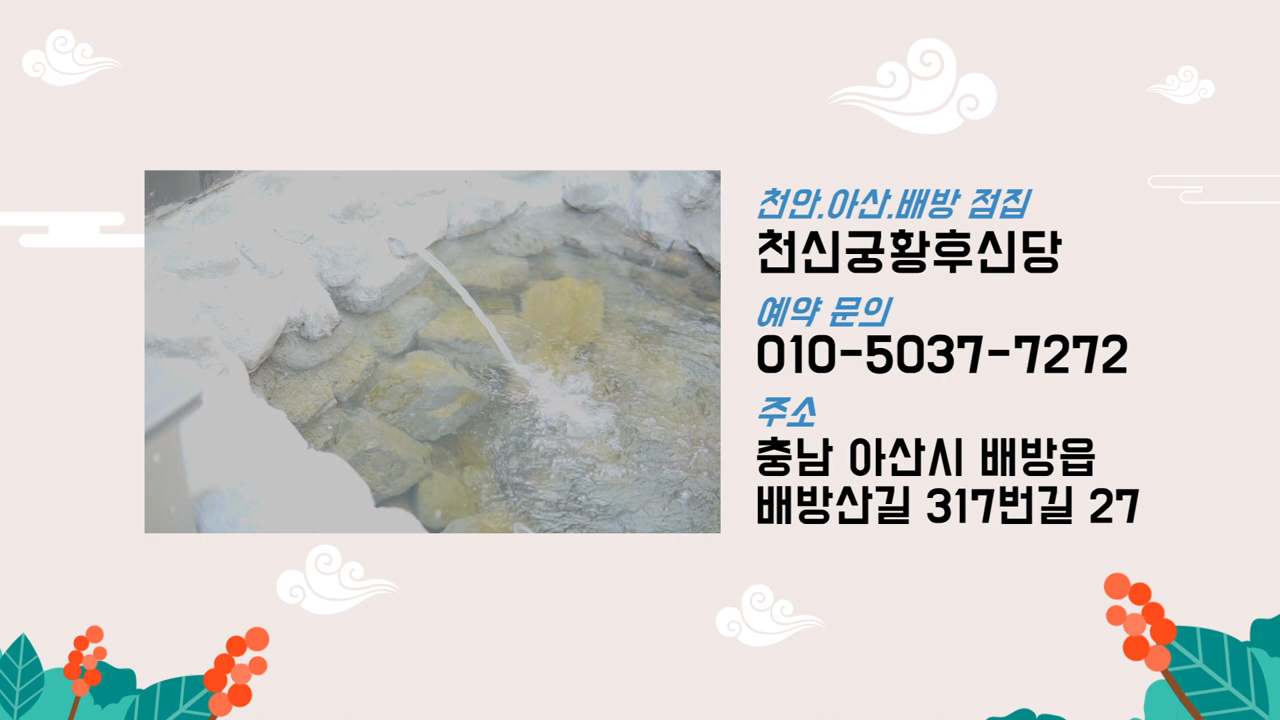 천안.아산.배방 점집
천신궁황후신당
예약 문의
010-5037-7272
주소
충남 아산시 배방읍
배방산길 317번길 27